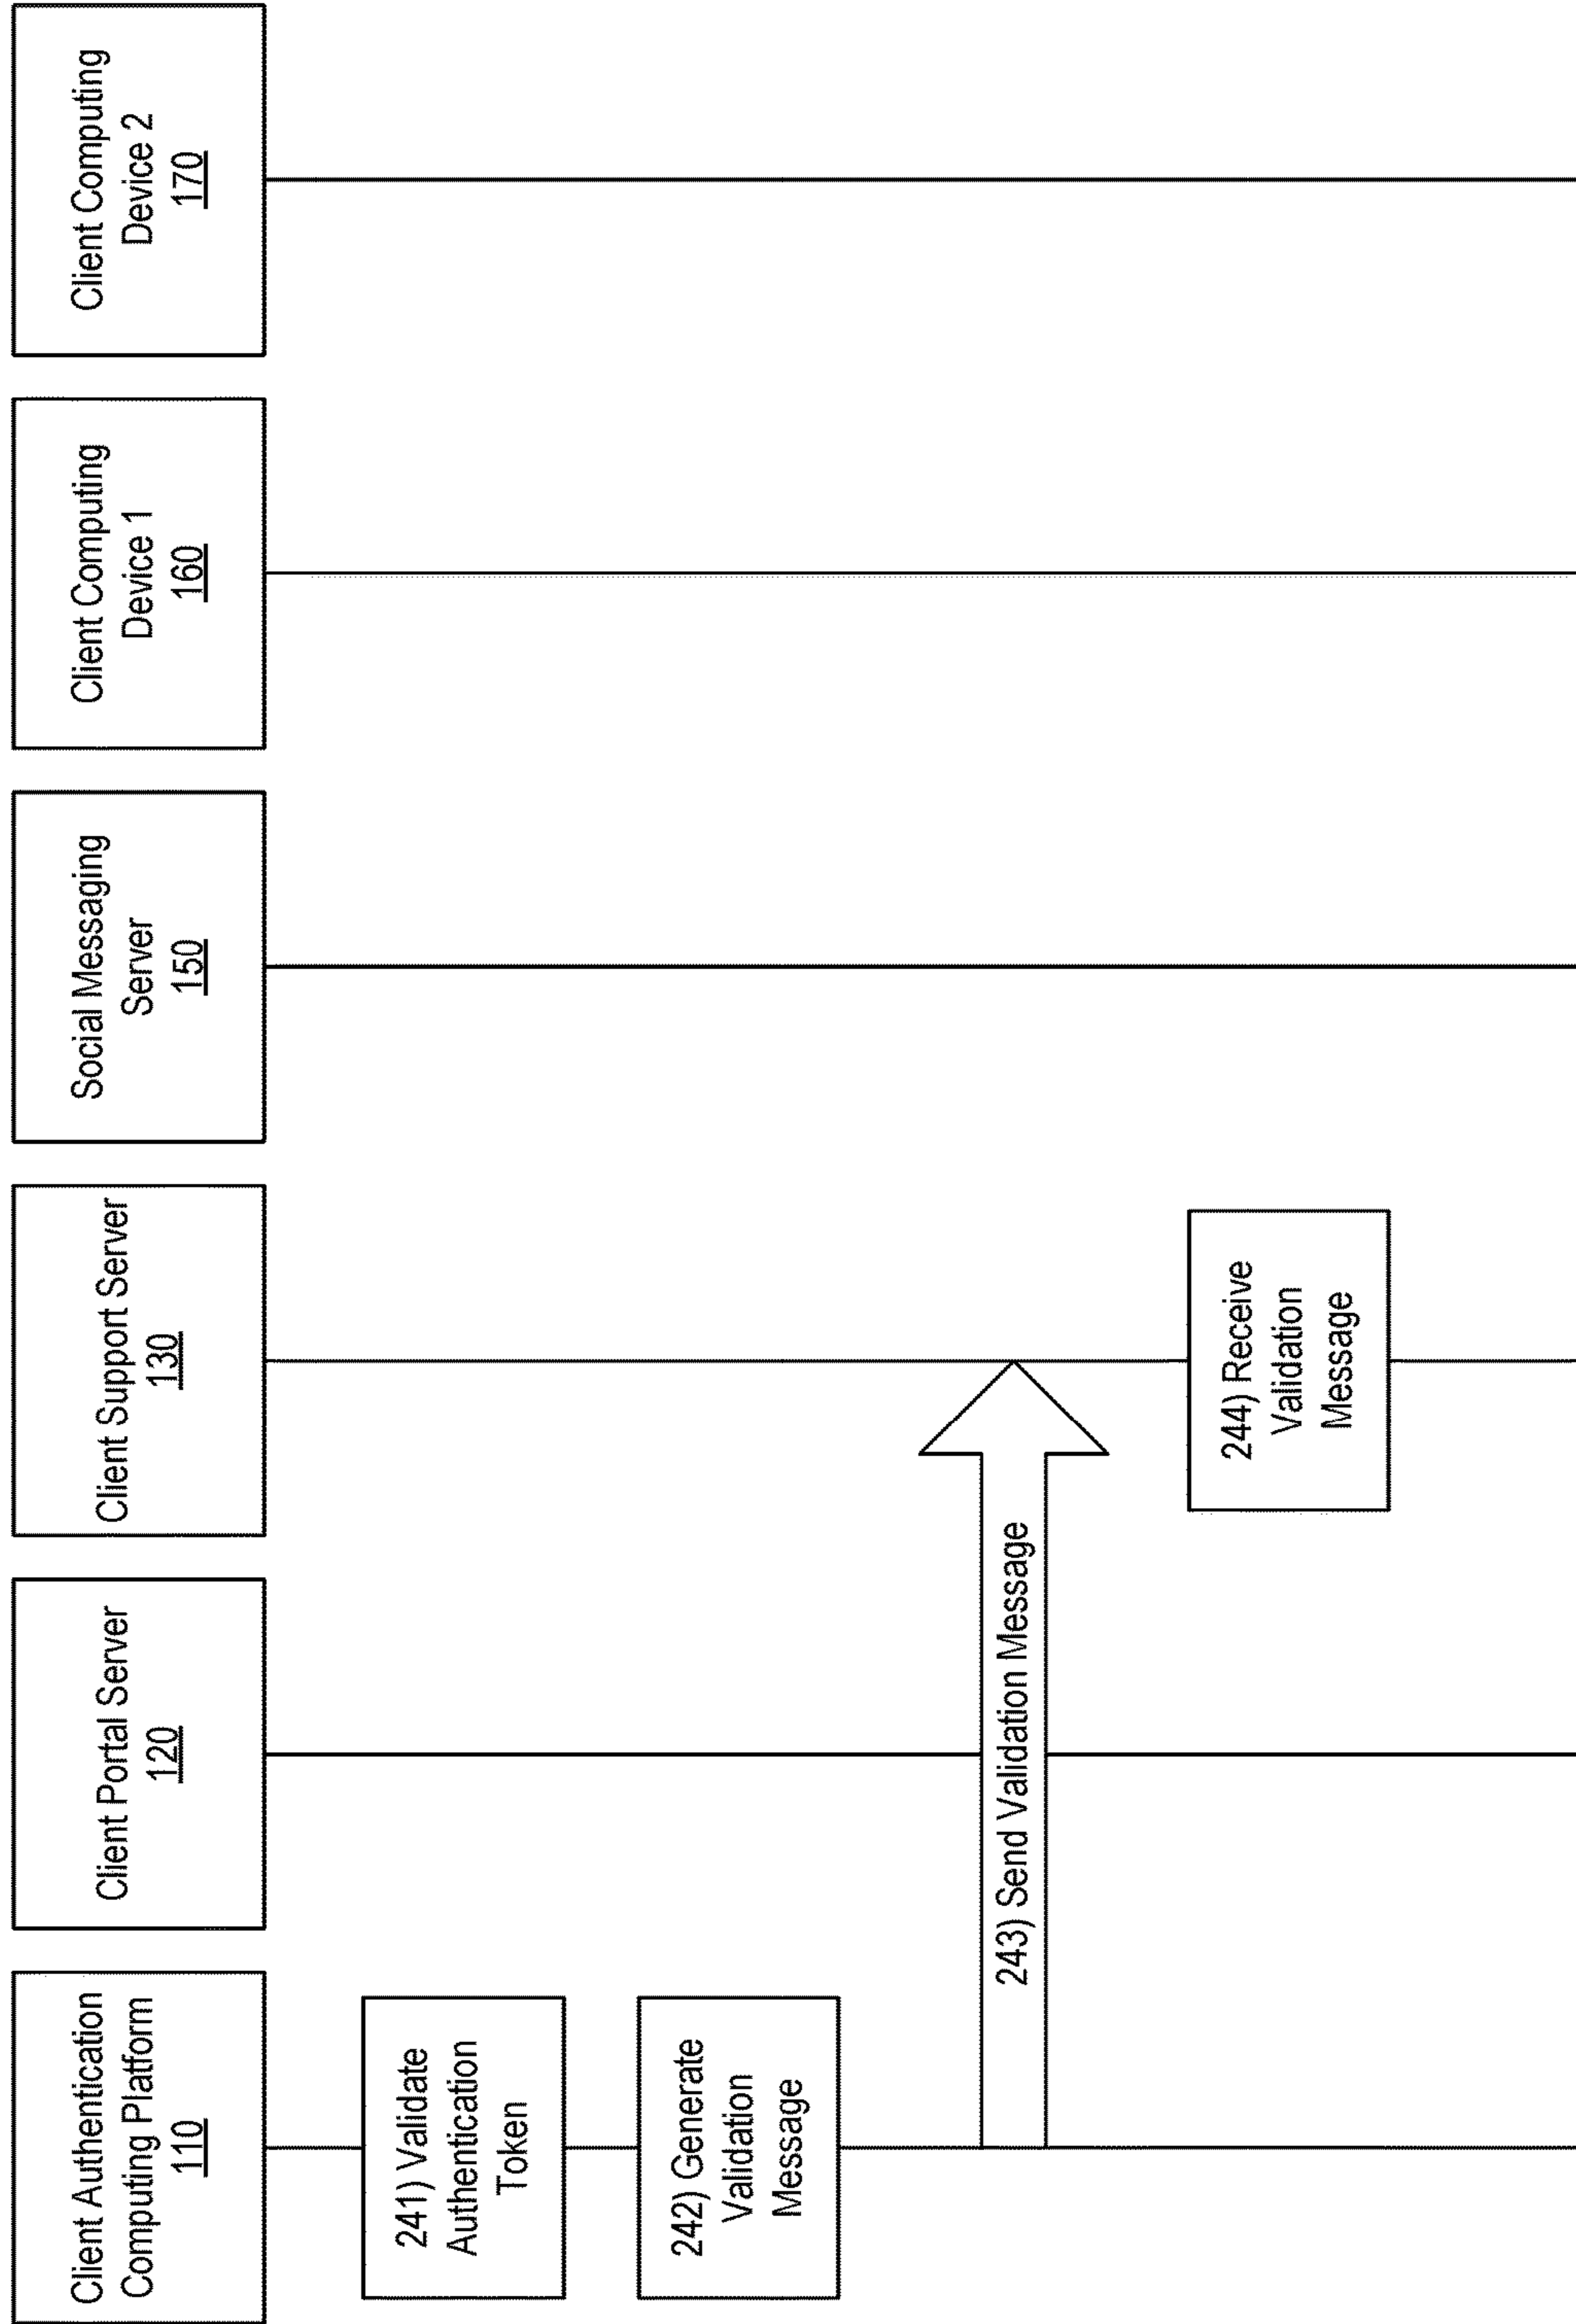 Client Authentication
Computing Platform
110
Client Portal Server
120
Client Support Server
130
Social Messaging
Server
150
Client Computing
Device 1
160
Client Computing
Device 2
170
241) Validate
Authentication
Token
242) Generate
Validation
Message
243) Send Validation Message
244) Receive
Validation
Message